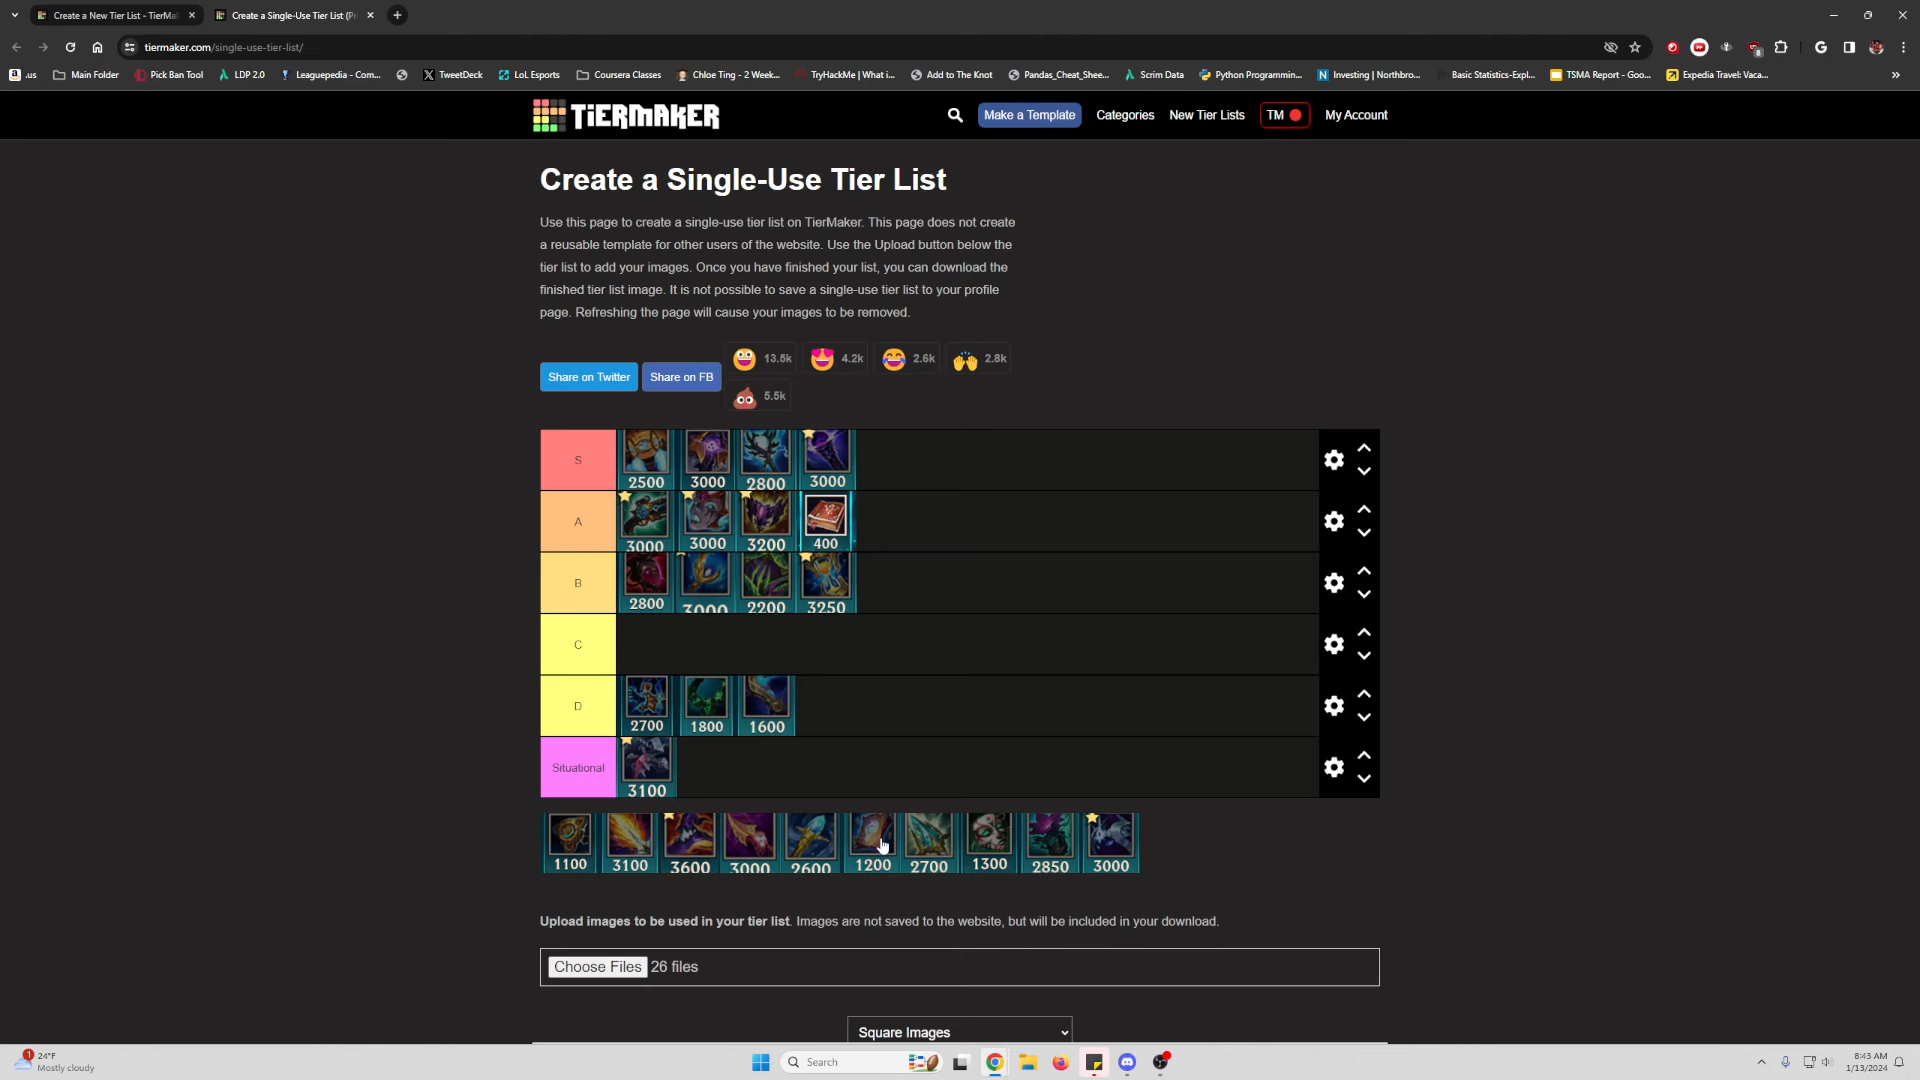 Create a New Tier List - TierMa
Create a Single-Use Tier List (P
tiermaker.com/single-use-tier-list/
.us
Main Folder
Pick Ban Tool
LDP 2.0
Leaguepedia - Com...
TweetDeck
LoL Esports
Coursera Classes
Chloe Ting - 2 Week...
TryHackMe | What i...
Add to The Knot
Pandas_Cheat_Shee...
Scrim Data
Python Programmin...
Investing | Northbro...
Basic Statistics-Expl...
TSMA Report - Goo...
Expedia Travel: Vaca...
TiERMAKER
Make a Template
Categories
New Tier Lists
TM
My Account
Create a Single-Use Tier List
Use this page to create a single-use tier list on TierMaker. This page does not create
a reusable template for other users of the website. Use the Upload button below the
tier list to add your images. Once you have finished your list, you can download the
finished tier list image. It is not possible to save a single-use tier list to your profile
page. Refreshing the page will cause your images to be removed.
Share on Twitter
Share on FB
13.5k
4.2k
2.6k
2.8k
5.5k
S
2500 3000 2800 3000
A
3000 3000 3200 400
B
2800 3000 2200 3250
C
D
2700 1800 1600
Situational
3100
1100 3100 3600 3000 2600 1200 2700 1300 2850 3000
Upload images to be used in your tier list. Images are not saved to the website, but will be included in your download.
Choose Files 26 files
Square Images
1
24°F
Mostly cloudy
Search
8:43 AM
1/13/2024